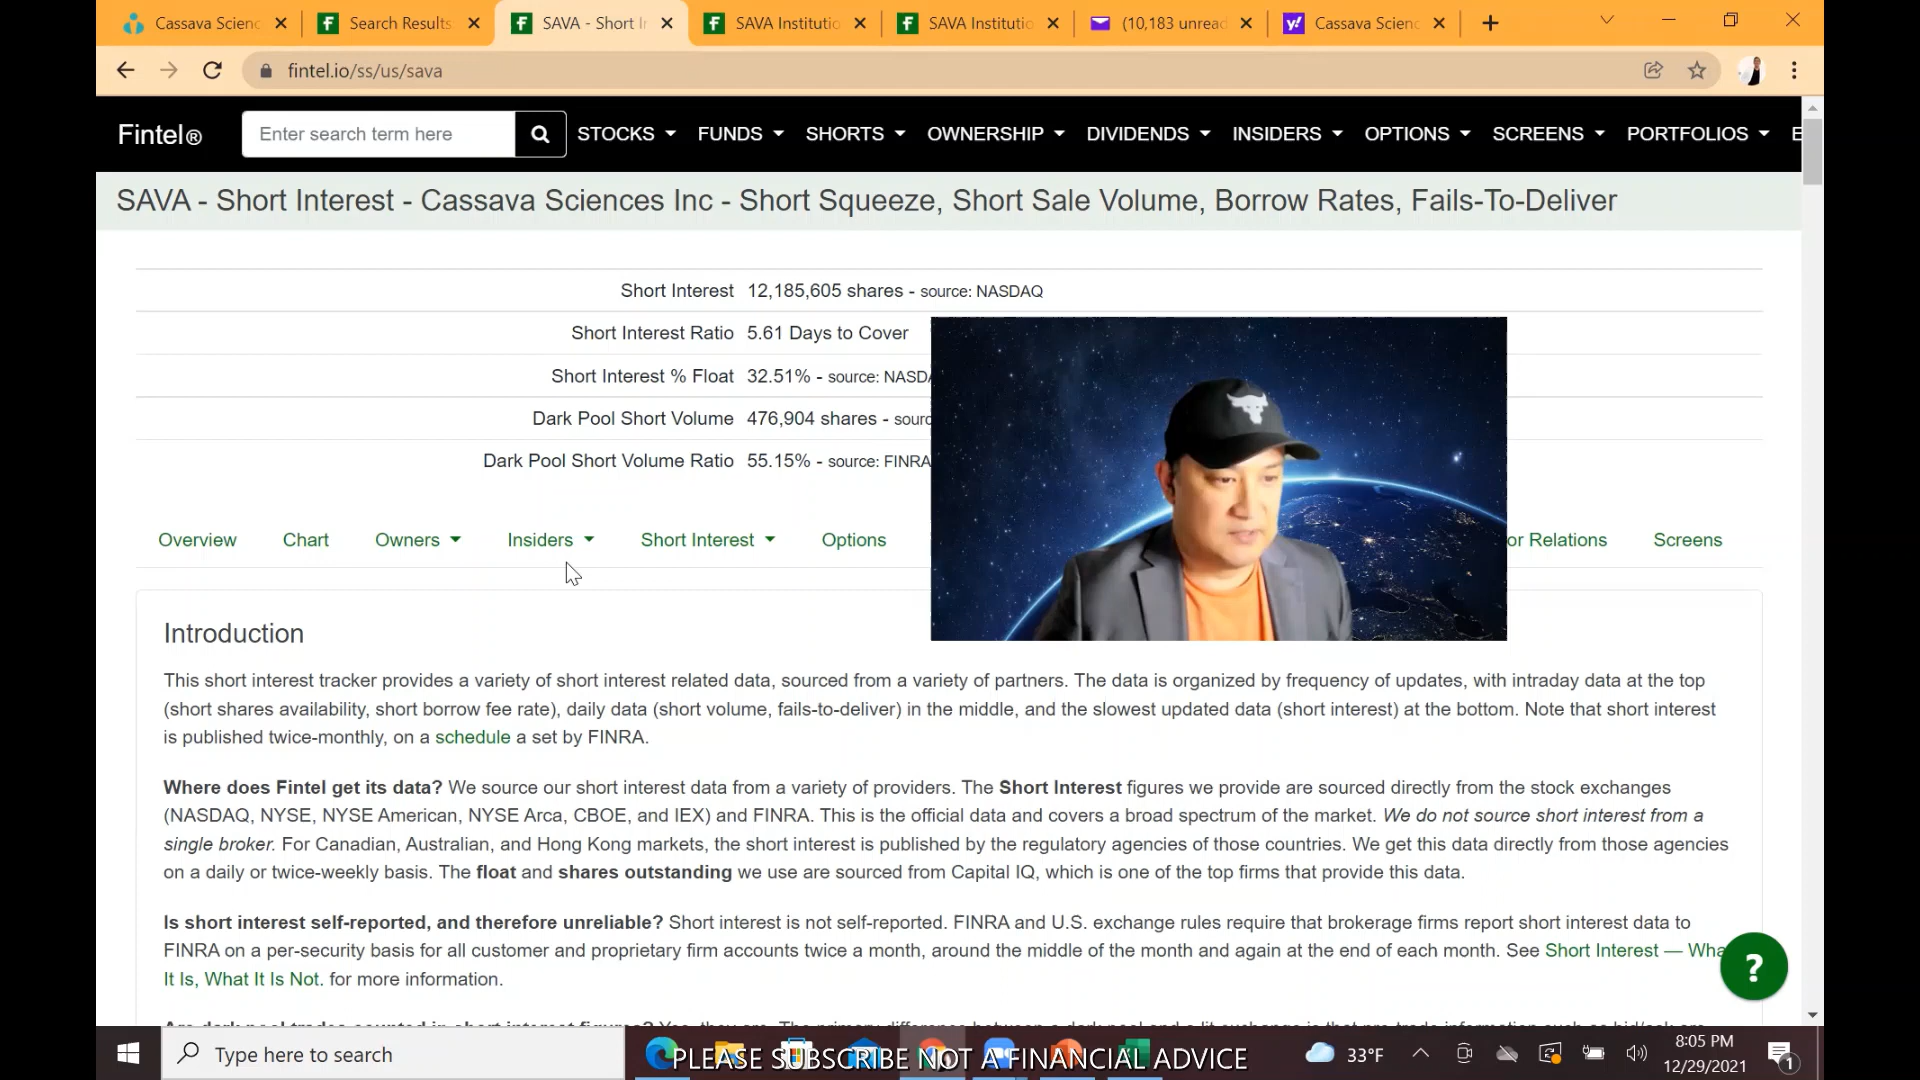 Cassava Scienc
Search Results
SAVA - Short In
SAVA Institutio
SAVA Institutio
(10,183 unread
Cassava Scienc
fintel.io/ss/us/sava
Fintel®
Enter search term here
STOCKS
FUNDS
SHORTS
OWNERSHIP
DIVIDENDS
INSIDERS
OPTIONS
SCREENS
PORTFOLIOS
E
SAVA - Short Interest - Cassava Sciences Inc - Short Squeeze, Short Sale Volume, Borrow Rates, Fails-To-Deliver
Short Interest 12,185,605 shares - source: NASDAQ
Short Interest Ratio 5.61 Days to Cover
Short Interest % Float 32.51% - source: NASDA
Dark Pool Short Volume 476,904 shares - sourc
Dark Pool Short Volume Ratio 55.15% - source: FINRA
Overview Chart Owners Insiders Short Interest Options or Relations Screens
Introduction
This short interest tracker provides a variety of short interest related data, sourced from a variety of partners. The data is organized by frequency of updates, with intraday data at the top
(short shares availability, short borrow fee rate), daily data (short volume, fails-to-deliver) in the middle, and the slowest updated data (short interest) at the bottom. Note that short interest
is published twice-monthly, on a schedule a set by FINRA.
Where does Fintel get its data? We source our short interest data from a variety of providers. The Short Interest figures we provide are sourced directly from the stock exchanges
(NASDAQ, NYSE, NYSE American, NYSE Arca, CBOE, and IEX) and FINRA. This is the official data and covers a broad spectrum of the market. We do not source short interest from a
single broker. For Canadian, Australian, and Hong Kong markets, the short interest is published by the regulatory agencies of those countries. We get this data directly from those agencies
on a daily or twice-weekly basis. The float and shares outstanding we use are sourced from Capital IQ, which is one of the top firms that provide this data.
Is short interest self-reported, and therefore unreliable? Short interest is not self-reported. FINRA and U.S. exchange rules require that brokerage firms report short interest data to
FINRA on a per-security basis for all customer and proprietary firm accounts twice a month, around the middle of the month and again at the end of each month. See Short Interest — Wha
It Is, What It Is Not. for more information.
?
Type here to search
PLEASE SUBSCRIBE NOT A FINANCIAL ADVICE
33°F
8:05 PM
12/29/2021
1